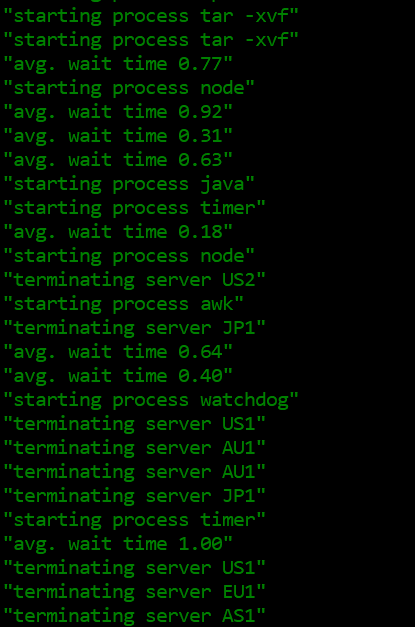 "starting process tar -xvf"
"starting process tar -xvf"
"avg. wait time 0.77"
"starting process node"
"avg. wait time 0.92"
"avg. wait time 0.31"
"avg. wait time 0.63"
"starting process java"
"starting process timer"
"avg. wait time 0.18"
"starting process node"
"terminating server US2"
"starting process awk"
"terminating server JP1"
"avg. wait time 0.64"
"avg. wait time 0.40"
"starting process watchdog"
"terminating server US1"
"terminating server AU1"
"terminating server AU1"
"terminating server JP1"
"starting process timer"
"avg. wait time 1.00"
"terminating server US1"
"terminating server EU1"
"terminating server AS1"